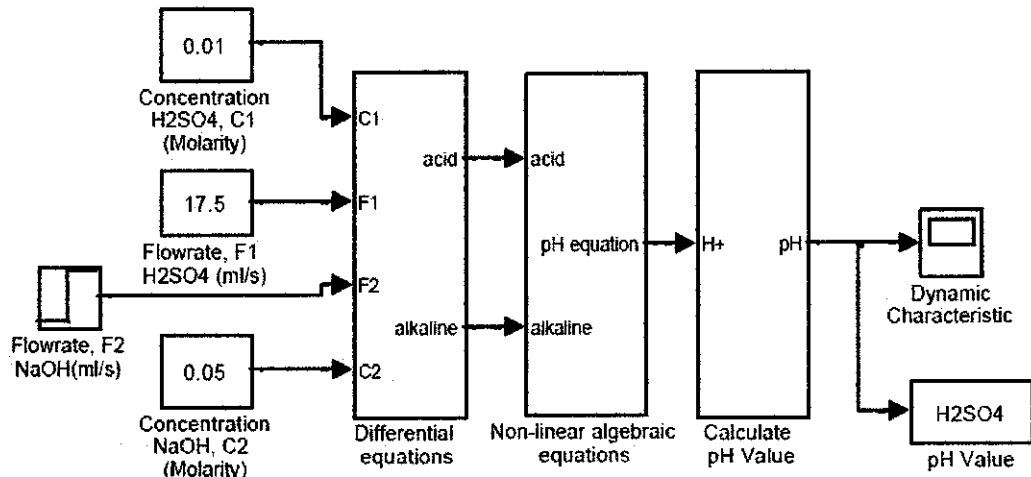 0.01
Concentration
H2SO4, C1
(Molarity)
17.5
Flowrate, F1
H2SO4 (ml/s)
Flowrate, F2
NaOH(ml/s)
0.05
Concentration
NaOH, C2
(Molarity)
C1
F1
F2
C2
acid
alkaline
Differential
equations
acid
alkaline
pH equation
Non-linear algebraic
equations
H+
pH
Calculate
pH Value
Dynamic
Characteristic
H2SO4
pH Value